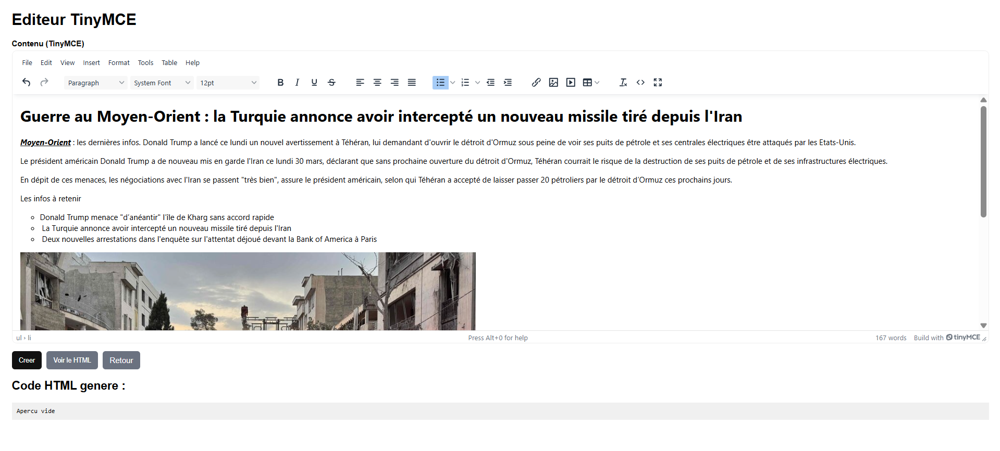 Editeur TinyMCE
Contenu (TinyMCE)
File Edit View Insert Format Tools Table Help
Paragraph System Font 12pt
Guerre au Moyen-Orient : la Turquie annonce avoir intercepté un nouveau missile tiré depuis l'Iran
Moyen-Orient : les dernières infos. Donald Trump a lancé ce lundi un nouvel avertissement à Téhéran, lui demandant d'ouvrir le détroit d'Ormuz sous peine de voir ses puits de pétrole et ses centrales électriques être attaqués par les Etats-Unis.
Le président américain Donald Trump a de nouveau mis en garde l'Iran ce lundi 30 mars, déclarant que sans prochaine ouverture du détroit d'Ormuz, Téhéran courrait le risque de la destruction de ses puits de pétrole et de ses infrastructures électriques.
En dépit de ces menaces, les négociations avec l'Iran se passent "très bien", assure le président américain, selon qui Téhéran a accepté de laisser passer 20 pétroliers par le détroit d’Ormuz ces prochains jours.
Les infos à retenir
Donald Trump menace "d’anéantir" l’île de Kharg sans accord rapide
La Turquie annonce avoir intercepté un nouveau missile tiré depuis l'Iran
Deux nouvelles arrestations dans l'enquête sur l'attentat déjoué devant la Bank of America à Paris
ul › li Press Alt+0 for help 167 words Build with tinyMCE
Creer Voir le HTML Retour
Code HTML genere :
Apercu vide